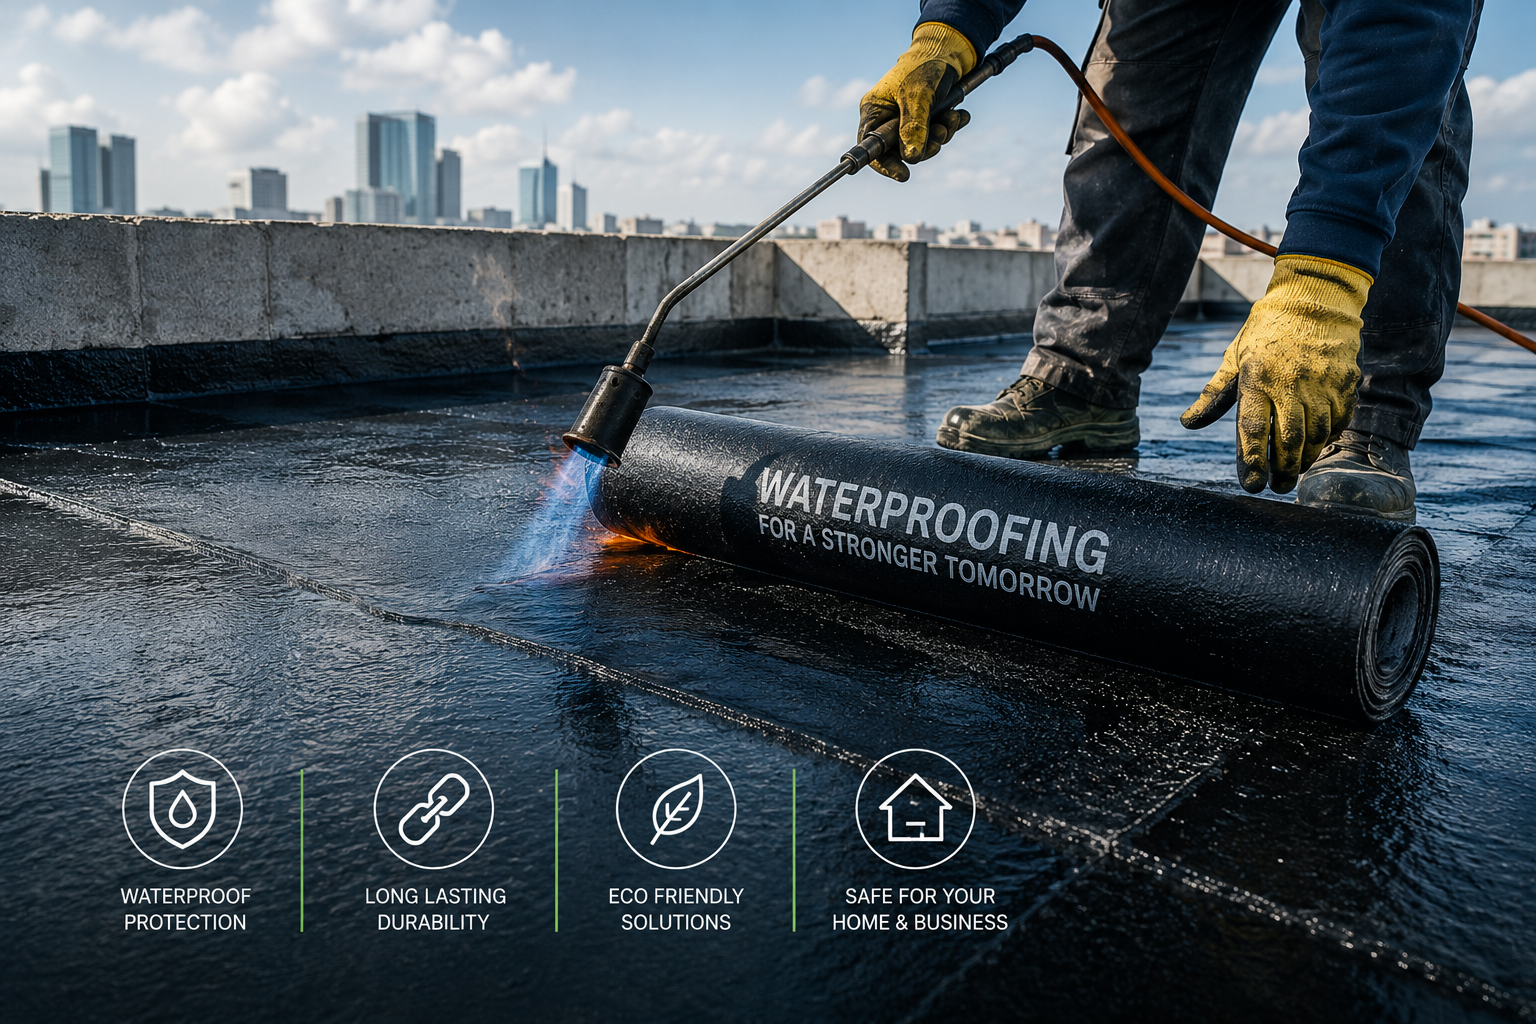 WATERPROOFING
FOR A STRONGER TOMORROW
WATERPROOF
PROTECTION
LONG LASTING
DURABILITY
ECO FRIENDLY
SOLUTIONS
SAFE FOR YOUR
HOME & BUSINESS